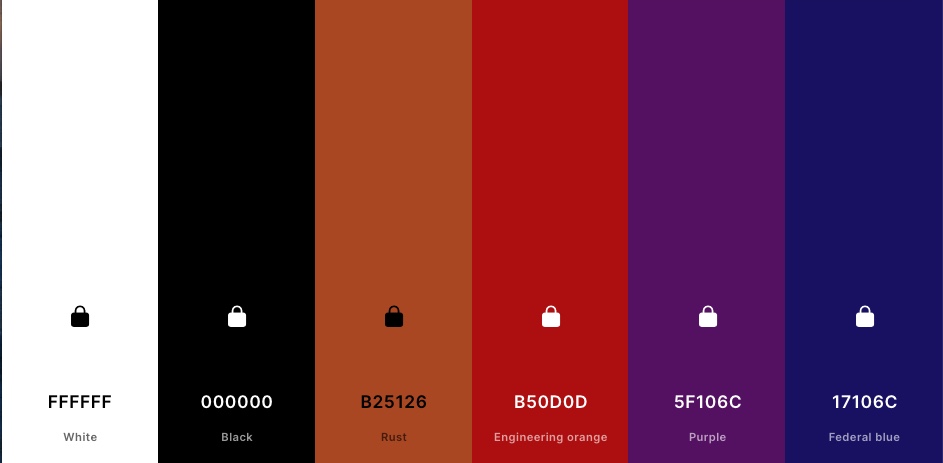 FFFFFF
000000
B25126
B50D0D
5F106C
17106C
White
Black
Rust
Engineering orange
Purple
Federal blue